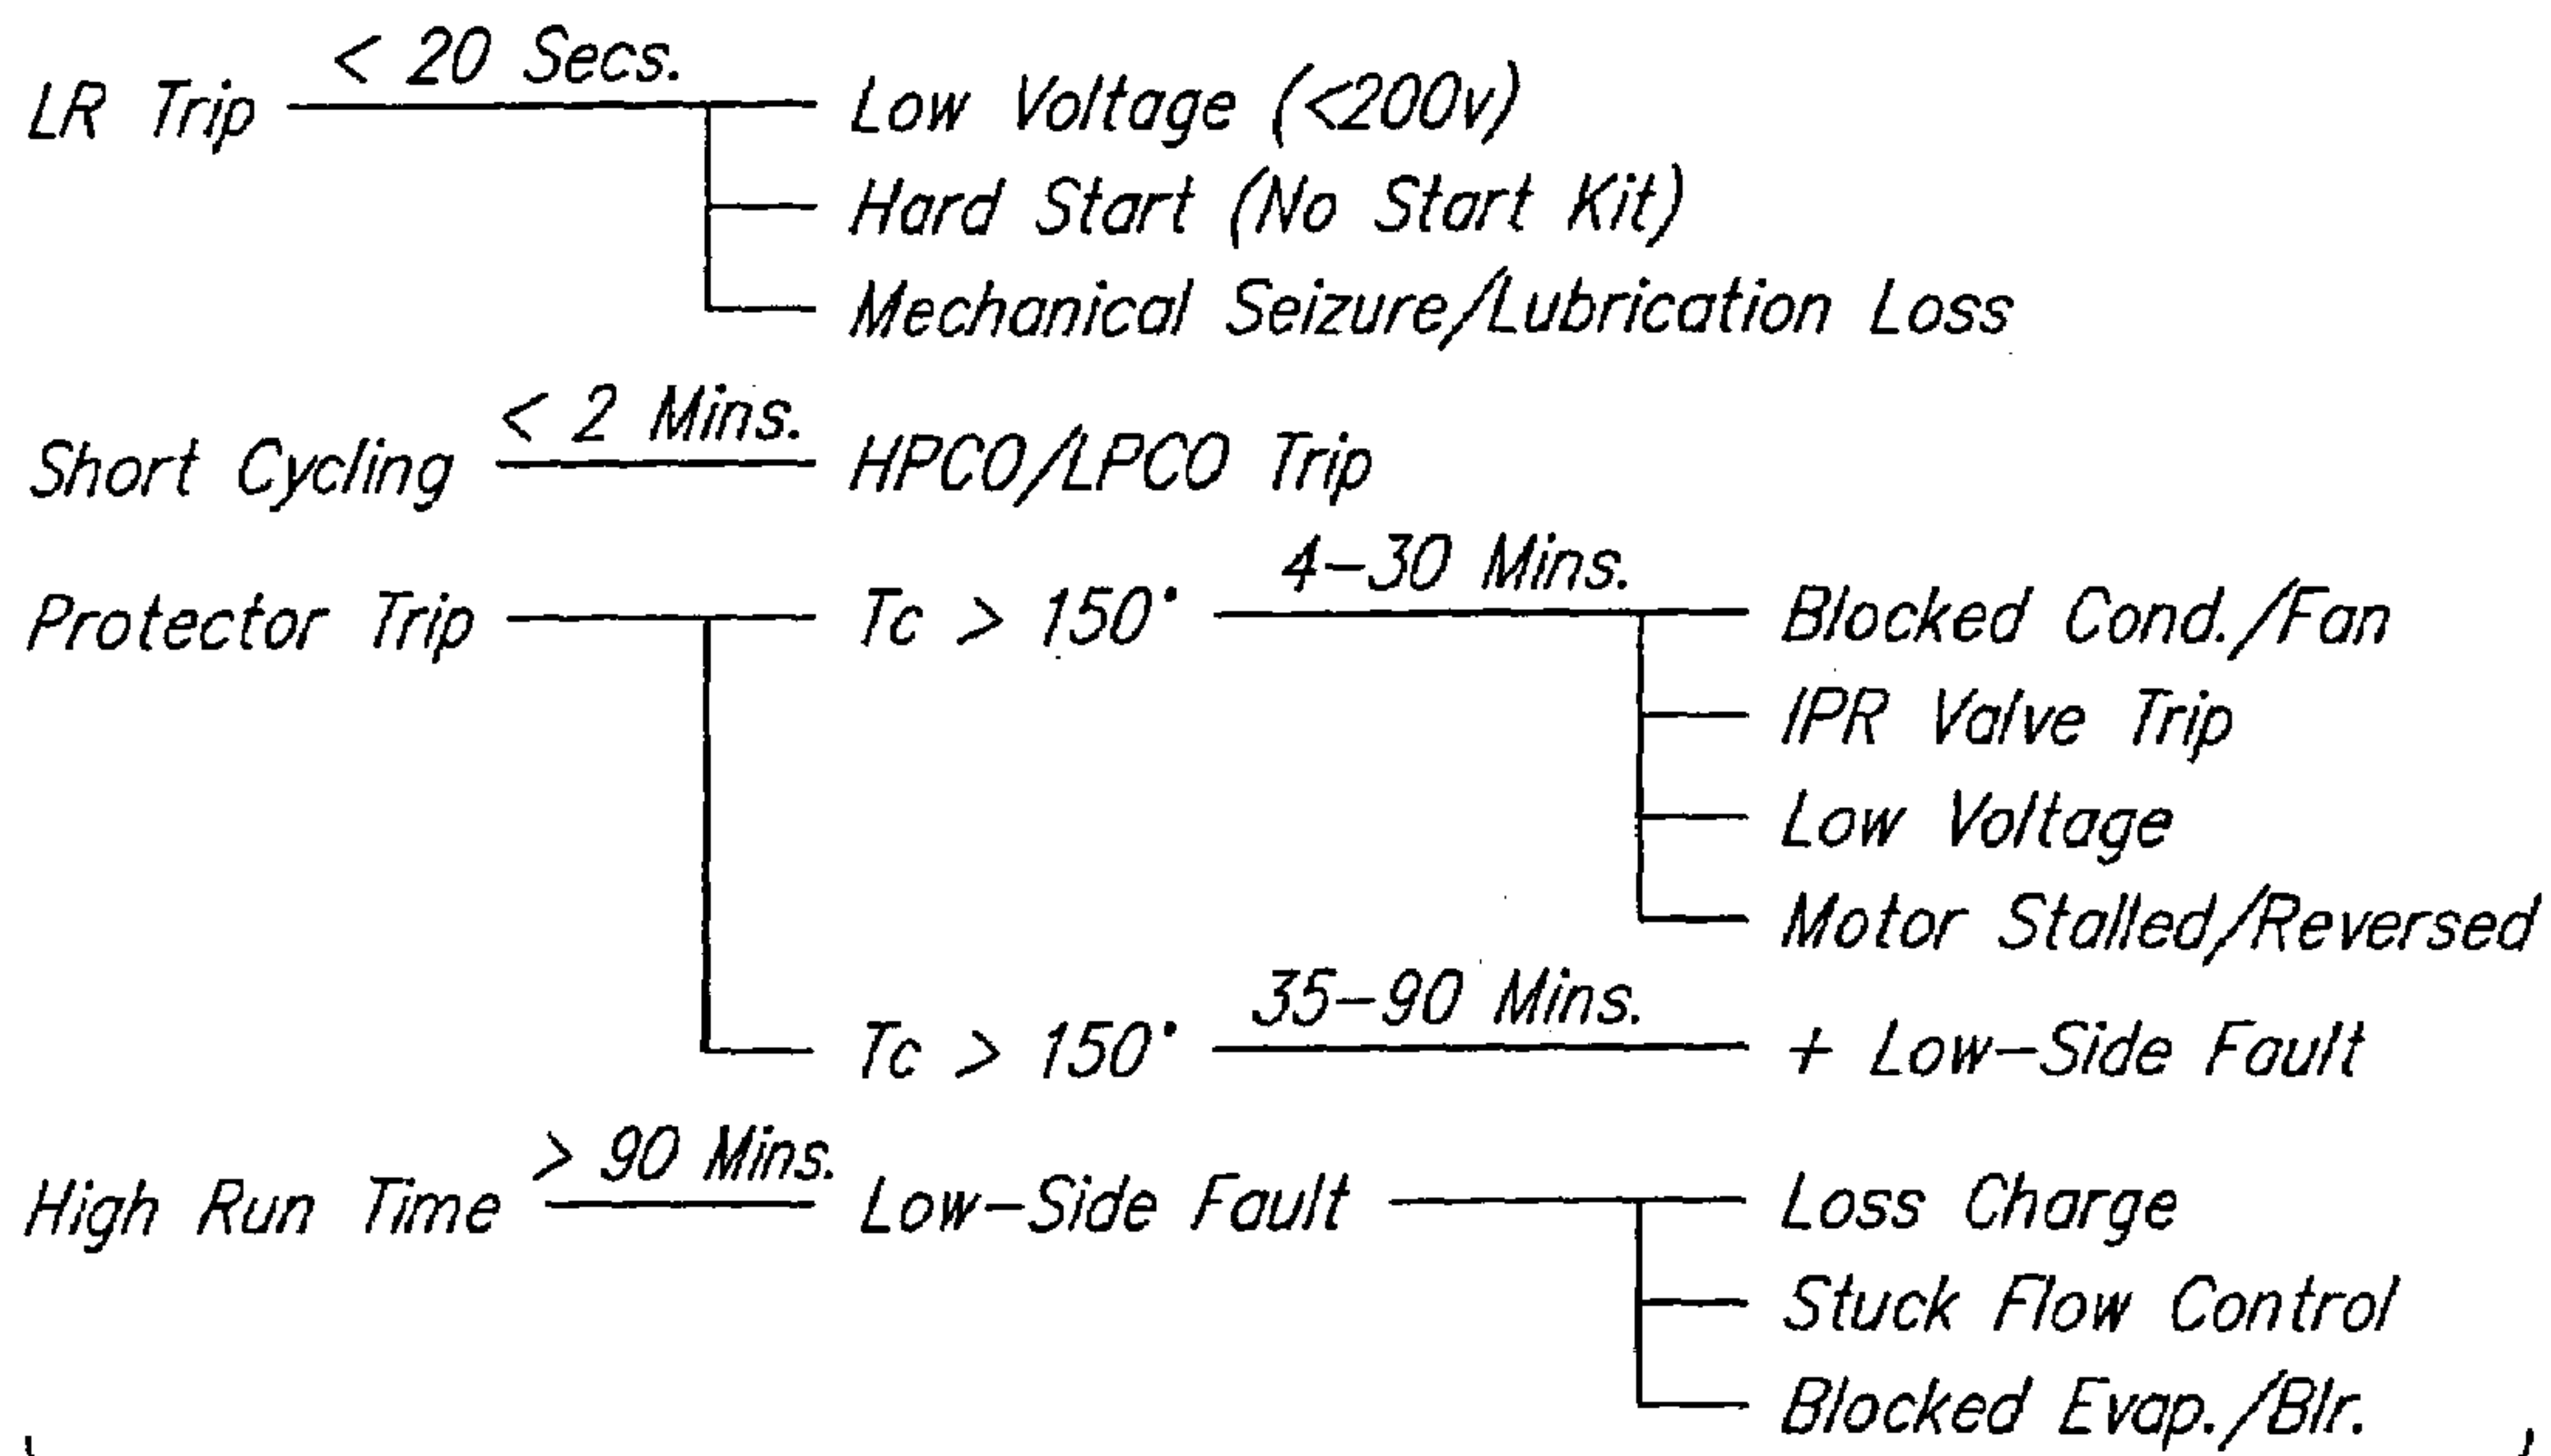 < 20 Secs.
LR Trip
Low Voltage (<200v)
Hard Start (No Start Kit)
Mechanical Seizure/Lubrication Loss
< 2 Mins.
Short Cycling
HPCO/LPCO Trip
4-30 Mins.
Protector Trip
Tc > 150°
Blocked Cond./Fan
IPR Valve Trip
Low Voltage
Motor Stalled/Reversed
35-90 Mins.
Tc > 150°
+ Low-Side Fault
> 90 Mins.
High Run Time
Low-Side Fault
Loss Charge
Stuck Flow Control
Blocked Evap./Blr.